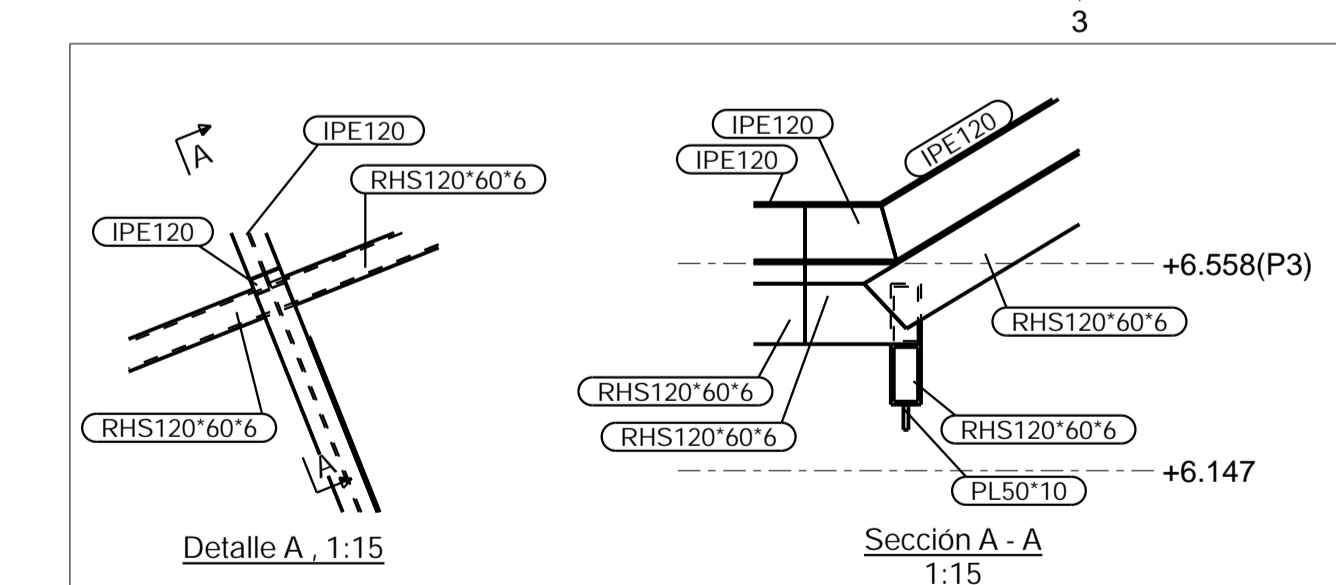 3
IPE120
A
RHS120*60*6
IPE120
RHS120*60*6
A
Detalle A , 1:15
IPE120
IPE120
IPE120
+6.558(P3)
RHS120*60*6
RHS120*60*6
RHS120*60*6
RHS120*60*6
+6.147
PL50*10
Sección A - A
1:15